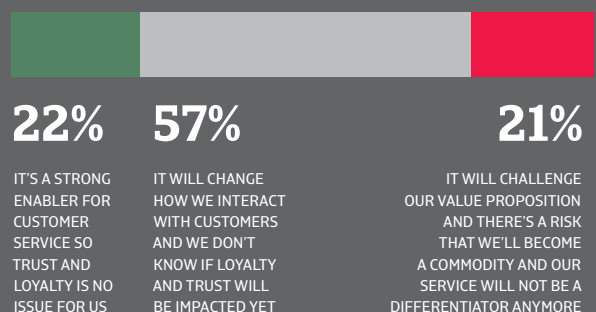 22%
IT'S A STRONG
ENABLER FOR
CUSTOMER
SERVICE SO
TRUST AND
LOYALTY IS NO
ISSUE FOR US
57%
IT WILL CHANGE
HOW WE INTERACT
WITH CUSTOMERS
AND WE DON'T
KNOW IF LOYALTY
AND TRUST WILL
BE IMPACTED YET
21%
IT WILL CHALLENGE
OUR VALUE PROPOSITION
AND THERE'S A RISK
THAT WE'LL BECOME
A COMMODITY AND OUR
SERVICE WILL NOT BE A
DIFFERENTIATOR ANYMORE